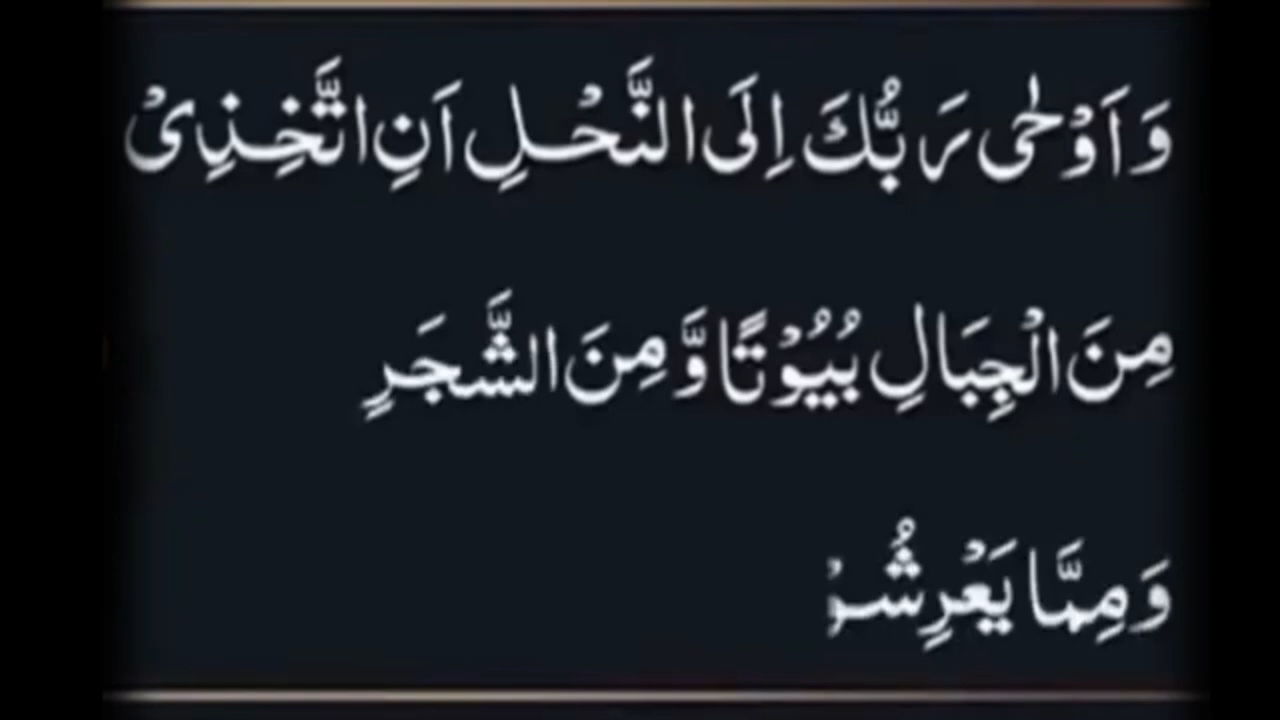 وَ اَوْحٰی رَبُّكَ اِلَی النَّحْلِ اَنِ اتَّخِذِیْ
مِنَ الْجِبَالِ بُیُوْتًا وَّ مِنَ الشَّجَرِ
وَ مِمَّا یَعْرِشُوْ